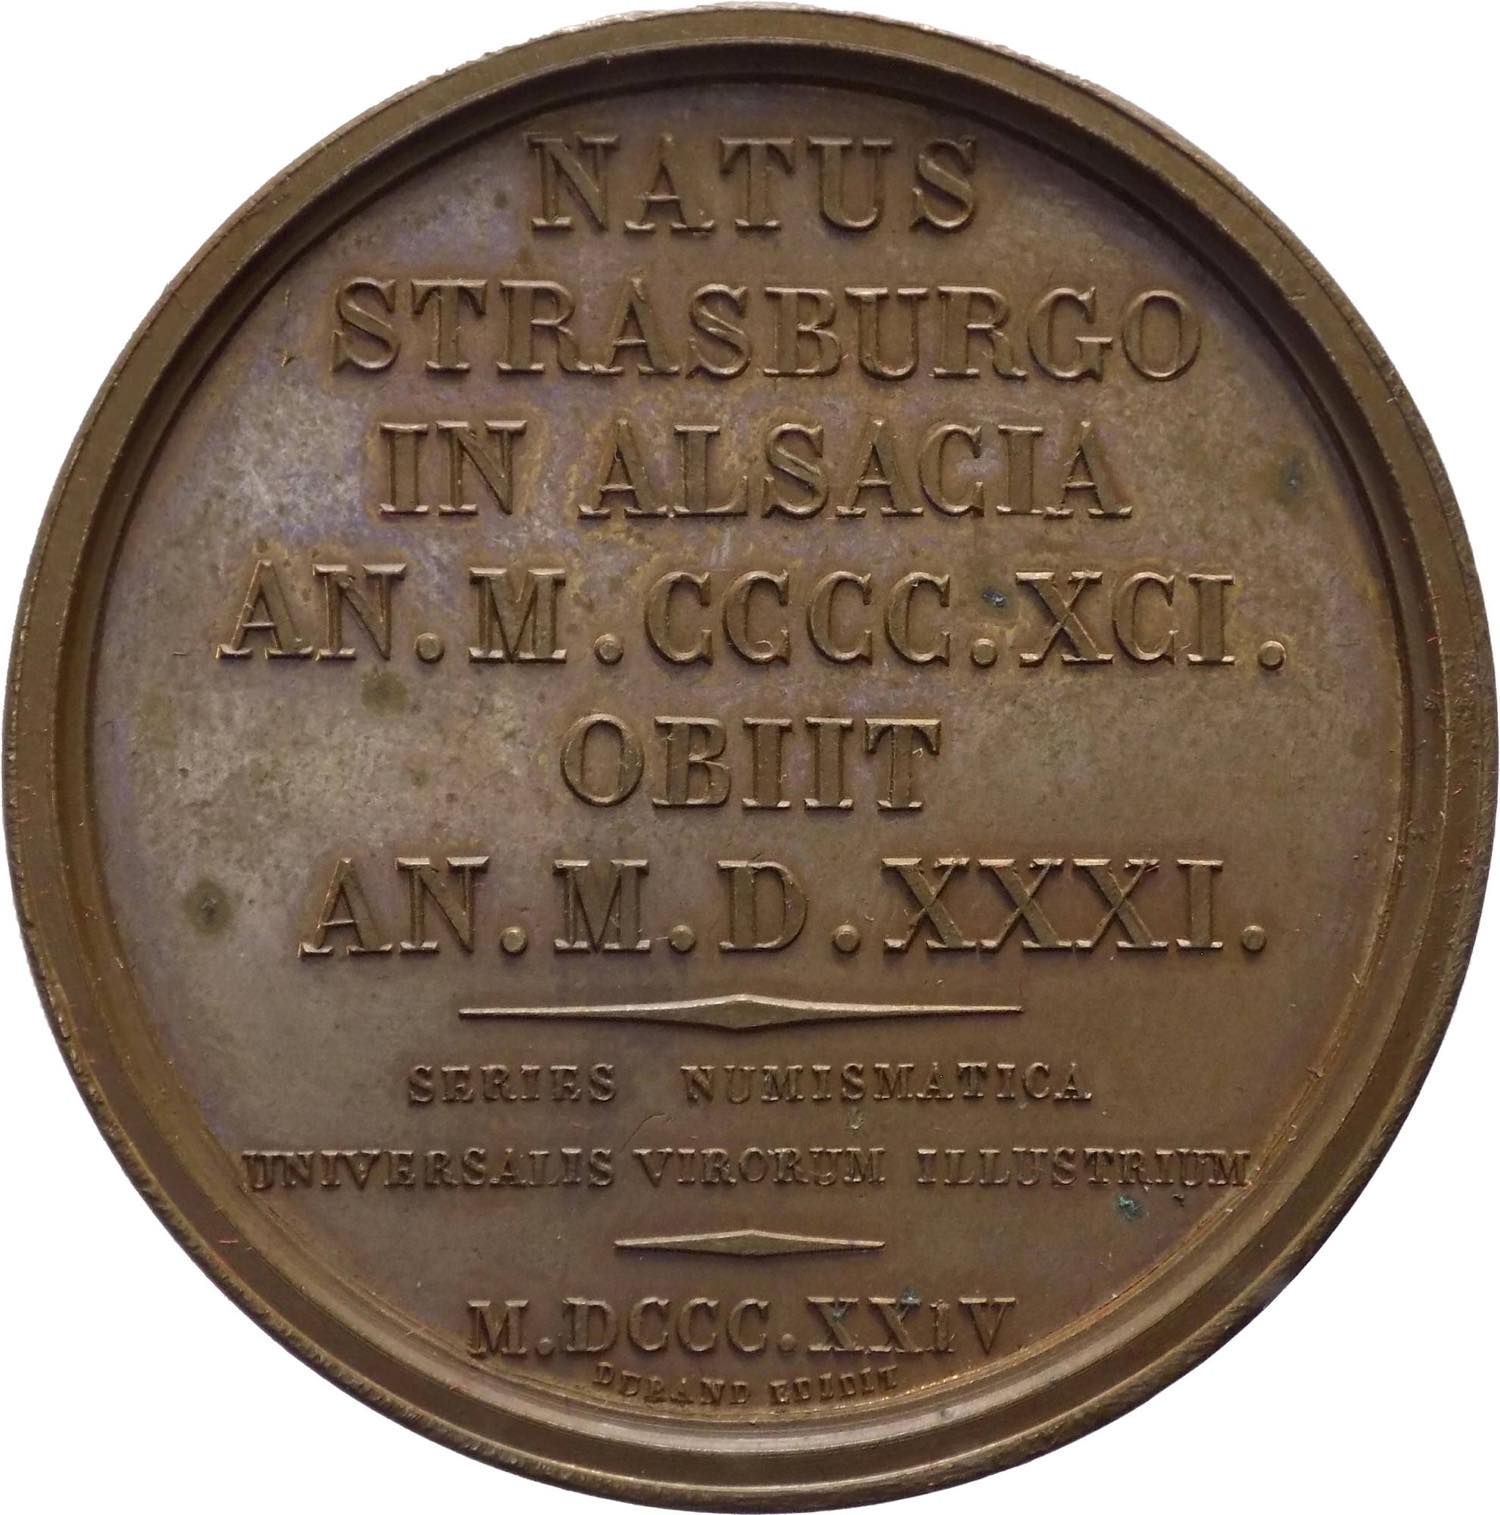 NATUS
STRASBURGO
IN ALSACIA
AN. M. CCCC. XCI.
OBIIT
AN. M. D. XXXI.
SERIES NUMISMATICA
UNIVERSALIS VIRORUM ILLUSTRIUM
M. DCCC. XXIV
DURAND EDIDIT